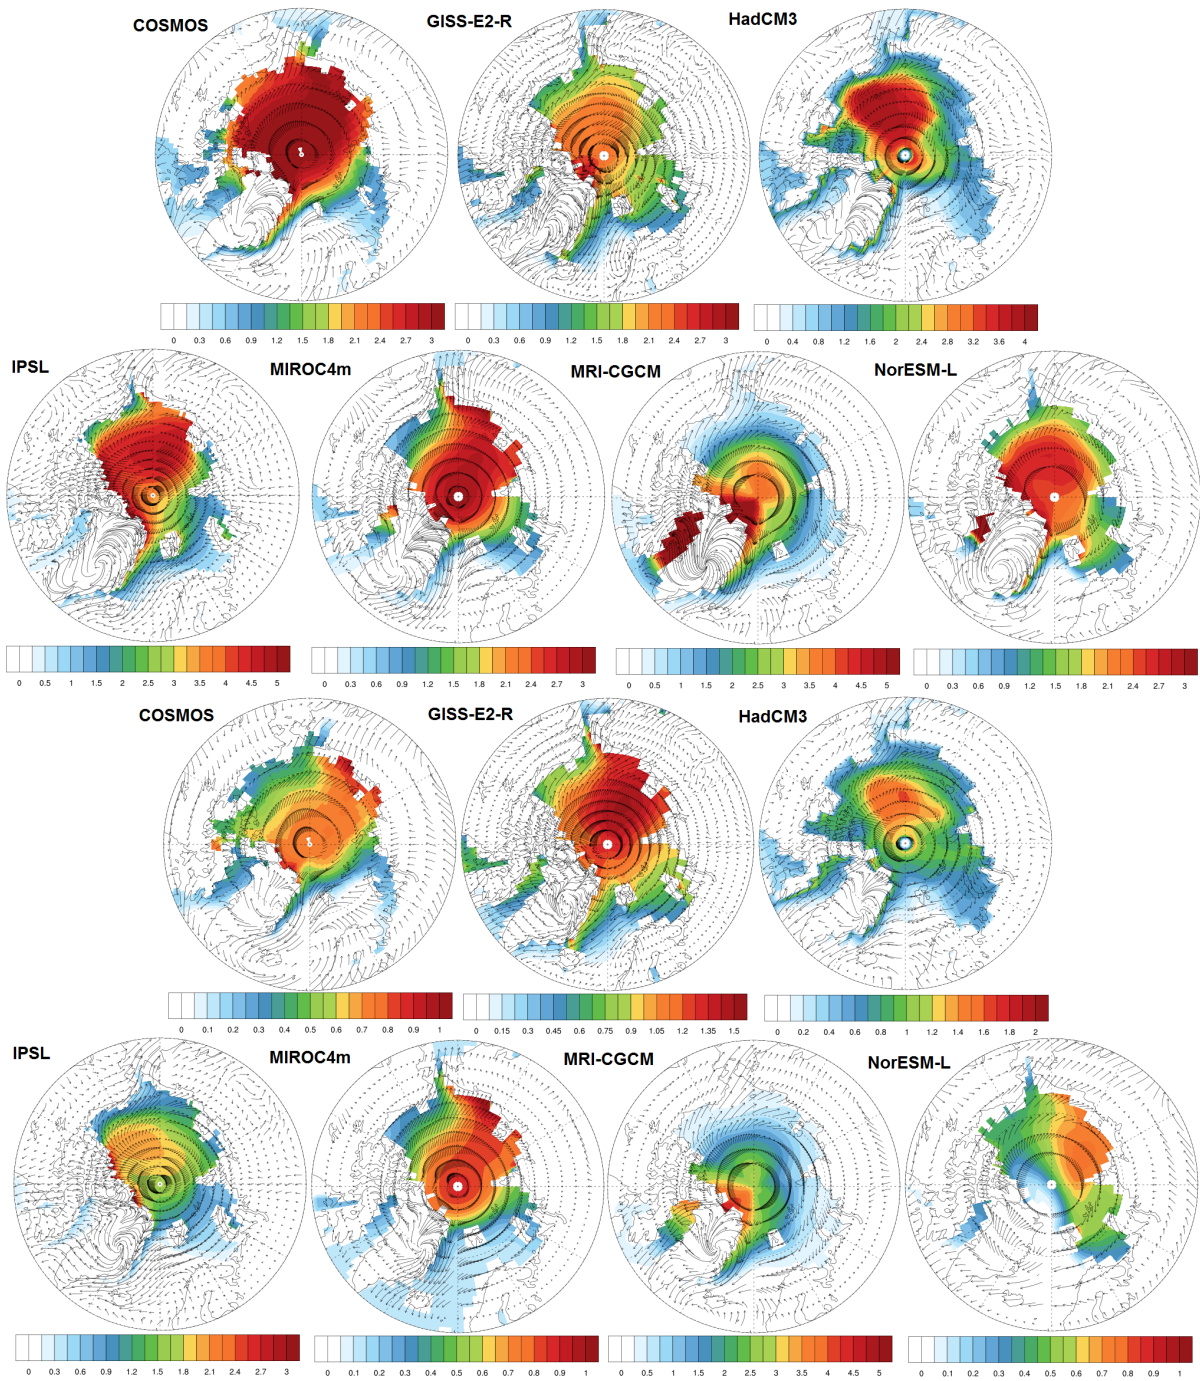 COSMOS GISS-E2-R HadCM3
0 0.3 0.6 0.9 1.2 1.5 1.8 2.1 2.4 2.7 3
0 0.3 0.6 0.9 1.2 1.5 1.8 2.1 2.4 2.7 3
0 0.4 0.8 1.2 1.6 2 2.4 2.8 3.2 3.6 4
IPSL MIROC4m MRI-CGCM NorESM-L
0 0.5 1 1.5 2 2.5 3 3.5 4 4.5 5
0 0.3 0.6 0.9 1.2 1.5 1.8 2.1 2.4 2.7 3
0 0.5 1 1.5 2 2.5 3 3.5 4 4.5 5
0 0.3 0.6 0.9 1.2 1.5 1.8 2.1 2.4 2.7 3
COSMOS GISS-E2-R HadCM3
0 0.1 0.2 0.3 0.4 0.5 0.6 0.7 0.8 0.9 1
0 0.15 0.3 0.45 0.6 0.75 0.9 1.05 1.2 1.35 1.5
0 0.2 0.4 0.6 0.8 1 1.2 1.4 1.6 1.8 2
IPSL MIROC4m MRI-CGCM NorESM-L
0 0.3 0.6 0.9 1.2 1.5 1.8 2.1 2.4 2.7 3
0 0.1 0.2 0.3 0.4 0.5 0.6 0.7 0.8 0.9 1
0 0.5 1 1.5 2 2.5 3 3.5 4 4.5 5
0 0.1 0.2 0.3 0.4 0.5 0.6 0.7 0.8 0.9 1